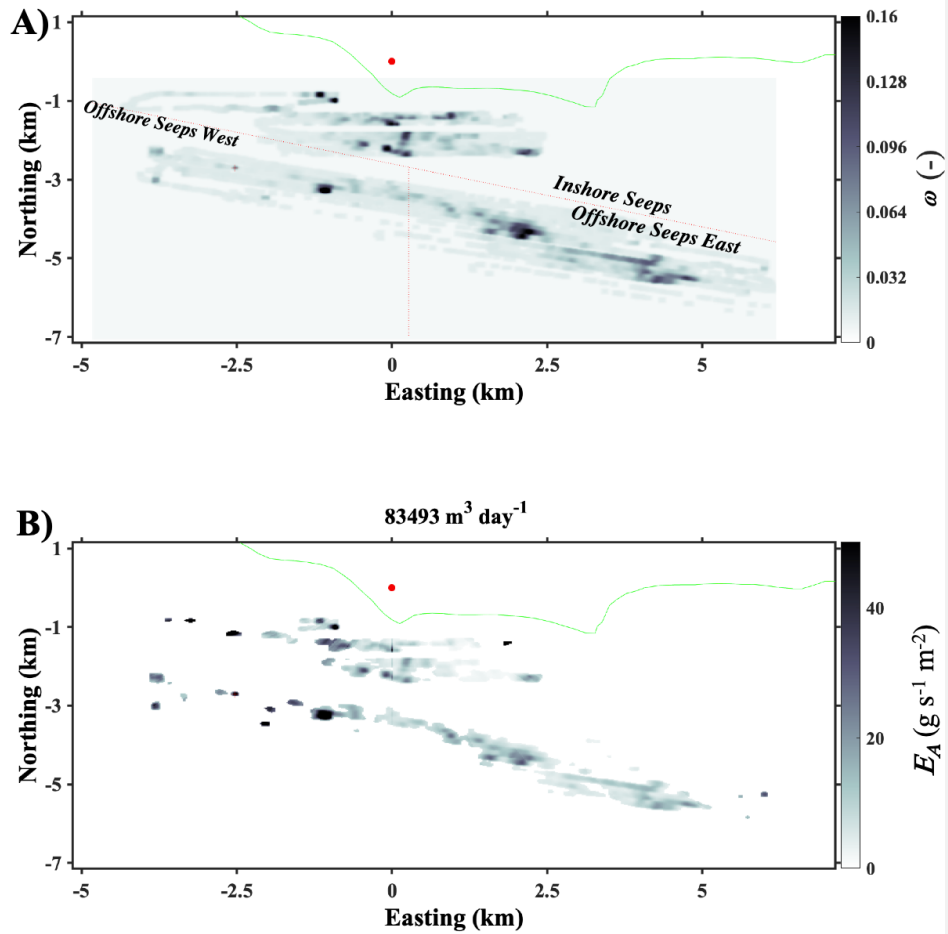 A)
1
-1
-3
-5
-7
Northing (km)
-5
-2.5
0
2.5
5
Easting (km)
Offshore Seeps West
Inshore Seeps
Offshore Seeps East
0.16
0.128
0.096
0.064
0.032
0
ω (-)
B)
83493 m³ day⁻¹
1
-1
-3
-5
-7
Northing (km)
-5
-2.5
0
2.5
5
Easting (km)
40
20
0
E_A (g s⁻¹ m⁻²)